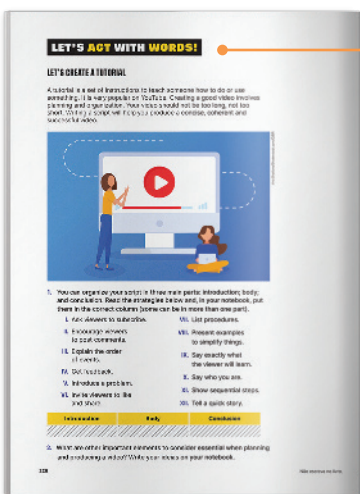 LET'S ACT WITH WORDS!
LET'S CREATE A TUTORIAL
A tutorial is a set of instructions to teach someone how to do or use
something. It is very popular on YouTube. Creating a good video involves
planning and organization. Your video should not be too long, not too
short. Writing a script will help you produce a concise, coherent and
successful video.
1. You can organize your script in three main parts: introduction; body;
and conclusion. Read the strategies below and, in your notebook, put
them in the correct column (some can be in more than one part).
I. Ask viewers to subscribe.
II. Encourage viewers
to post comments.
III. Explain the order
of events.
IV. Get feedback.
V. Introduce a problem.
VI. Invite viewers to like
and share.
VII. List procedures.
VIII. Present examples
to simplify things.
IX. Say exactly what
the viewer will learn.
X. Say who you are.
XI. Show sequential steps.
XII. Tell a quick story.
Introduction Body Conclusion
2. What are other important elements to consider essential when planning
and producing a video? Write your ideas on your notebook.
Não escreva no livro